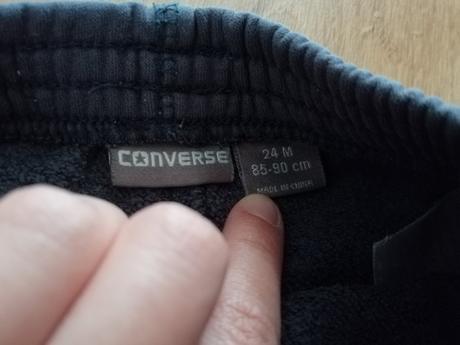 CONVERSE
24 M
85-90 cm
MADE IN CHINA